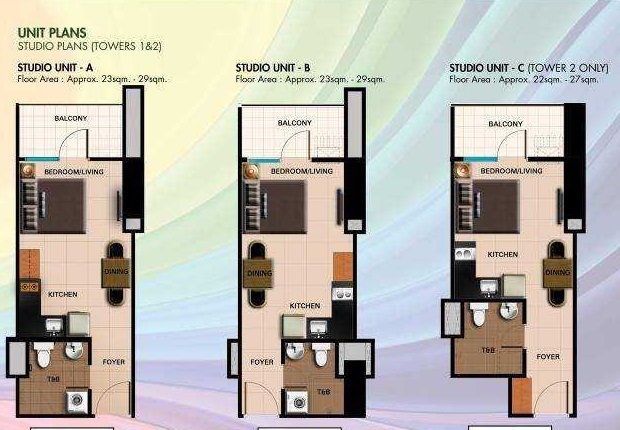 UNIT PLANS
STUDIO PLANS (TOWERS 1&2)
STUDIO UNIT - A
Floor Area : Approx. 23sqm. - 29sqm.
BALCONY
BEDROOM/LIVING
DINING
KITCHEN
T&B
FOYER
STUDIO UNIT - B
Floor Area : Approx. 23sqm. - 29sqm.
BALCONY
BEDROOM/LIVING
DINING
KITCHEN
FOYER
T&B
STUDIO UNIT - C (TOWER 2 ONLY)
Floor Area : Approx. 22sqm. - 27sqm.
BALCONY
BEDROOM/LIVING
KITCHEN
DINING
T&B
FOYER